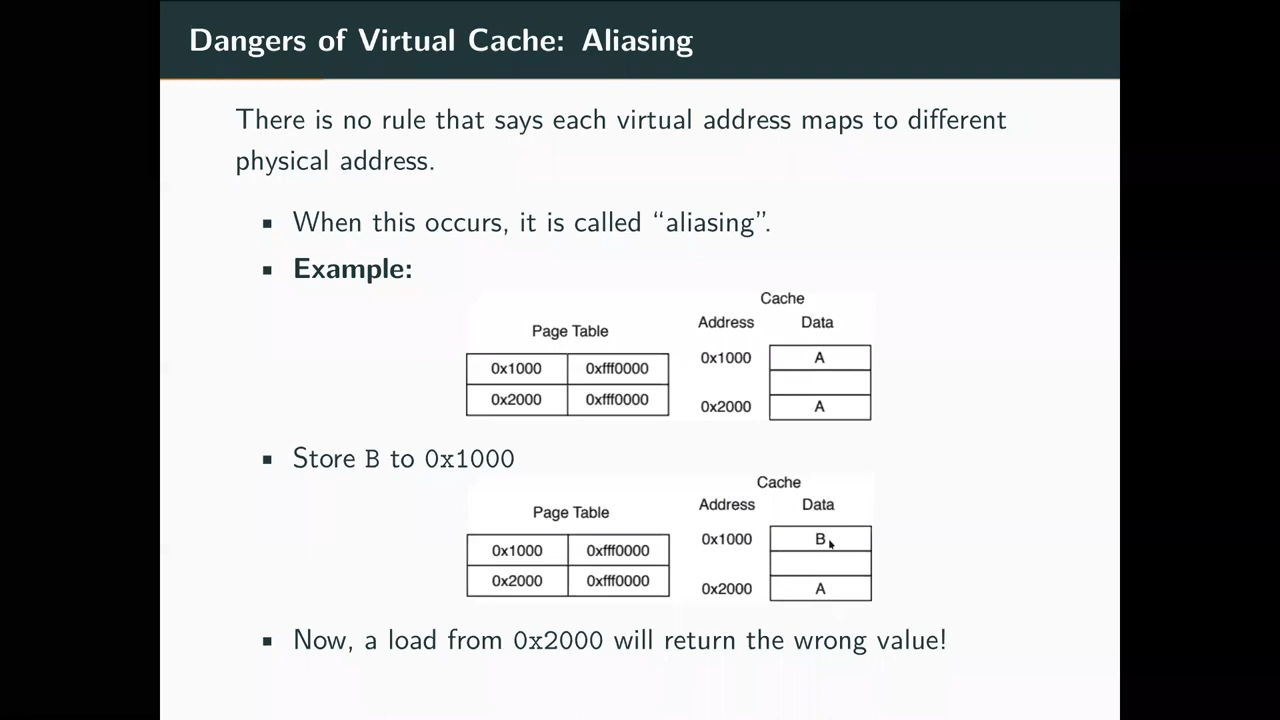 Dangers of Virtual Cache: Aliasing
There is no rule that says each virtual address maps to different
physical address.
▪ When this occurs, it is called “aliasing”.
▪ Example:
Cache
Page Table
Address Data
0x1000 0xfff0000
0x2000 0xfff0000
0x1000 A
0x2000 A
▪ Store B to 0x1000
Cache
Page Table
Address Data
0x1000 0xfff0000
0x2000 0xfff0000
0x1000 B
0x2000 A
▪ Now, a load from 0x2000 will return the wrong value!